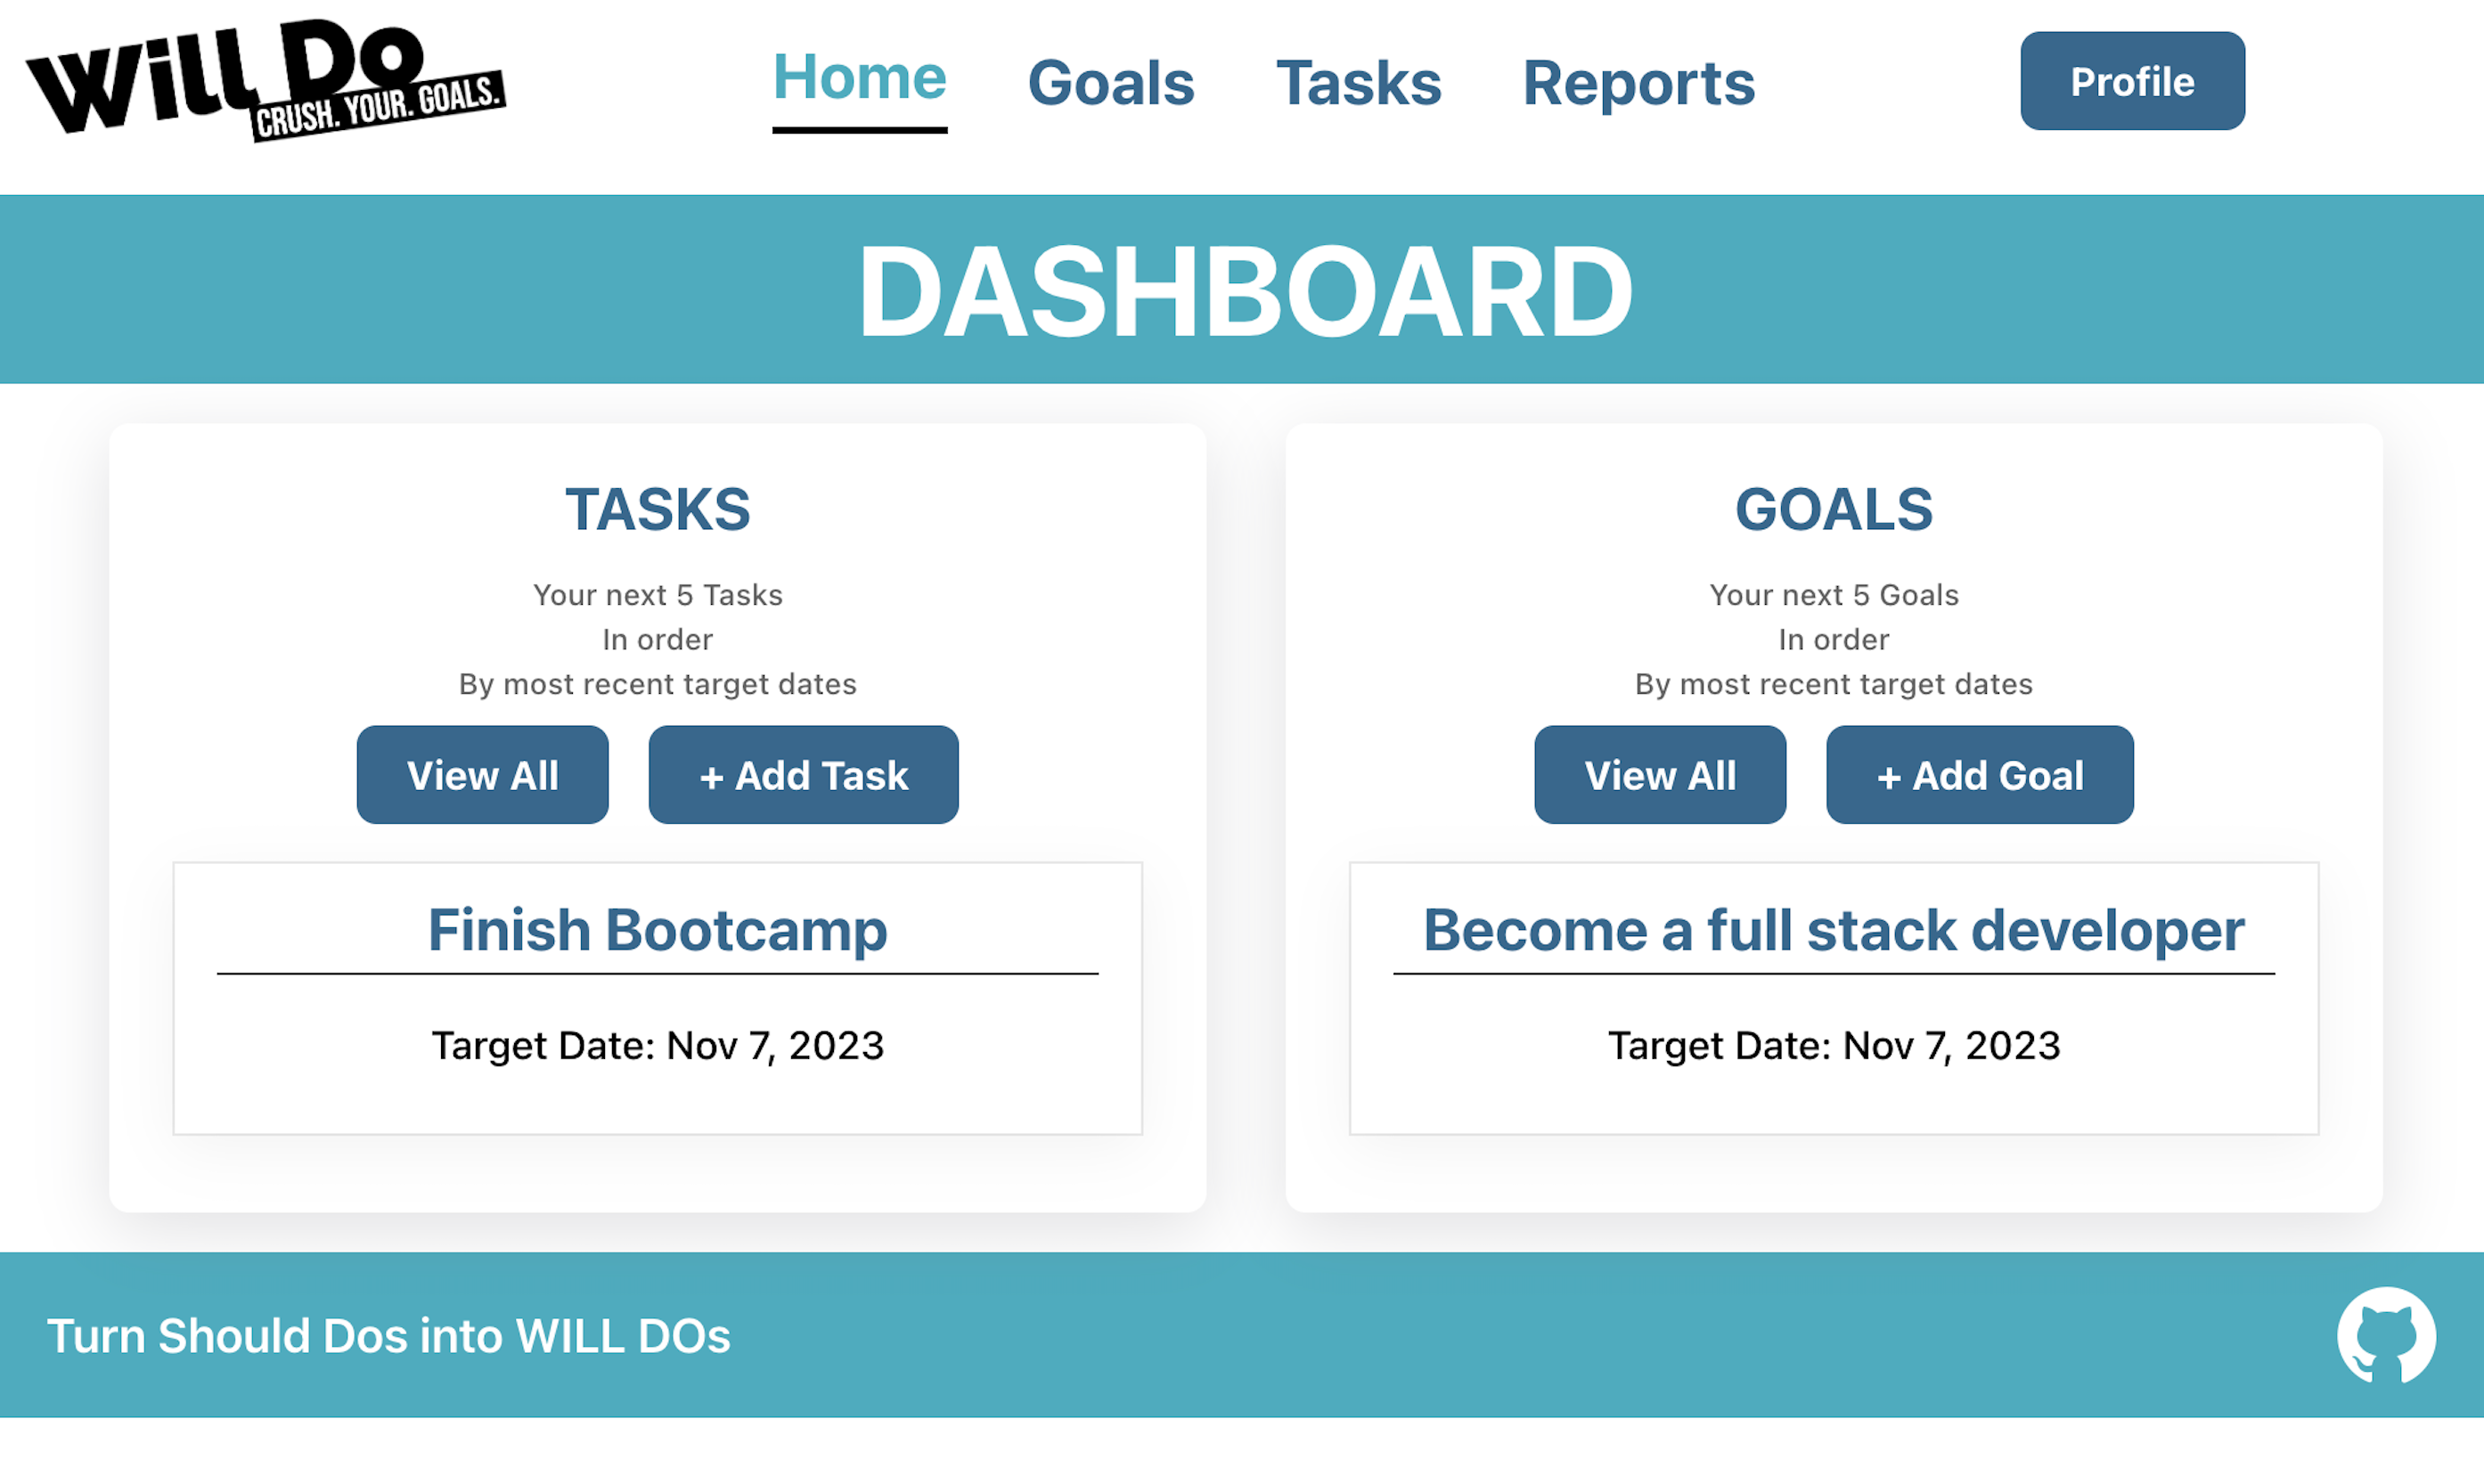 Will Do
CRUSH. YOUR. GOALS.
Home Goals Tasks Reports Profile
DASHBOARD
TASKS
Your next 5 Tasks
In order
By most recent target dates
View All + Add Task
Finish Bootcamp
Target Date: Nov 7, 2023
GOALS
Your next 5 Goals
In order
By most recent target dates
View All + Add Goal
Become a full stack developer
Target Date: Nov 7, 2023
Turn Should Dos into WILL DOs